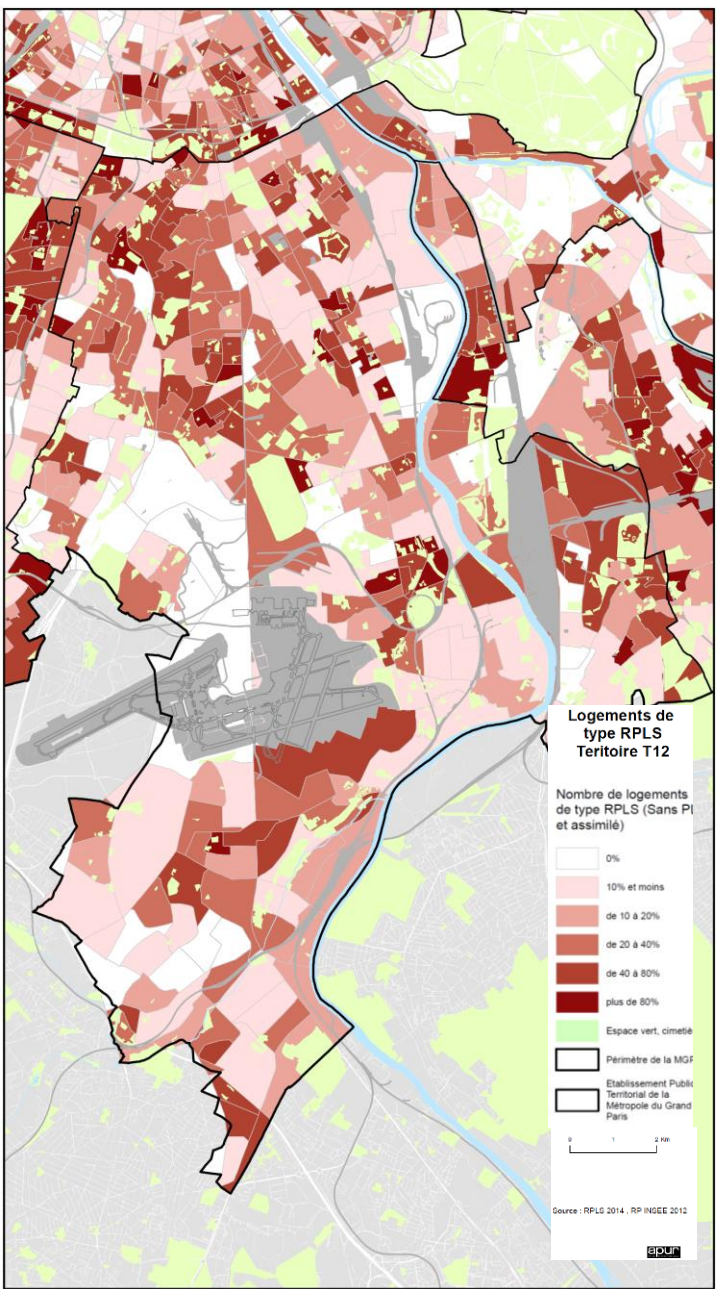 Logements de
type RPLS
Teritoire T12
Nombre de logements
de type RPLS (Sans Pl
et assimilé)
0%
10% et moins
de 10 à 20%
de 20 à 40%
de 40 à 80%
plus de 80%
Espace vert, cimetiè
Périmètre de la MGP
Etablissement Public
Territorial de la
Métropole du Grand
Paris
0 1 2 Km
Source : RPLS 2014 , RP INSEE 2012
apur